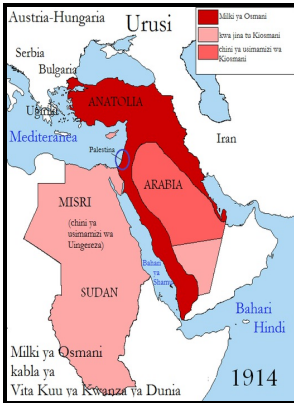 Austria-Hungaria
Urusi
Milki ya Osmani
kwa jina tu Kiosmani
chini ya usimamizi wa
Kiosmani
Serbia
Bulgaria
ANATOLIA
Ugiriki
Mediteranea
Iran
Palestina
MISRI
(chini ya
usimamizi wa
Uingereza)
ARABIA
Bahari
ya
Shamu
SUDAN
Bahari
Hindi
Milki ya Osmani
kabla ya
Vita Kuu ya Kwanza ya Dunia
1914